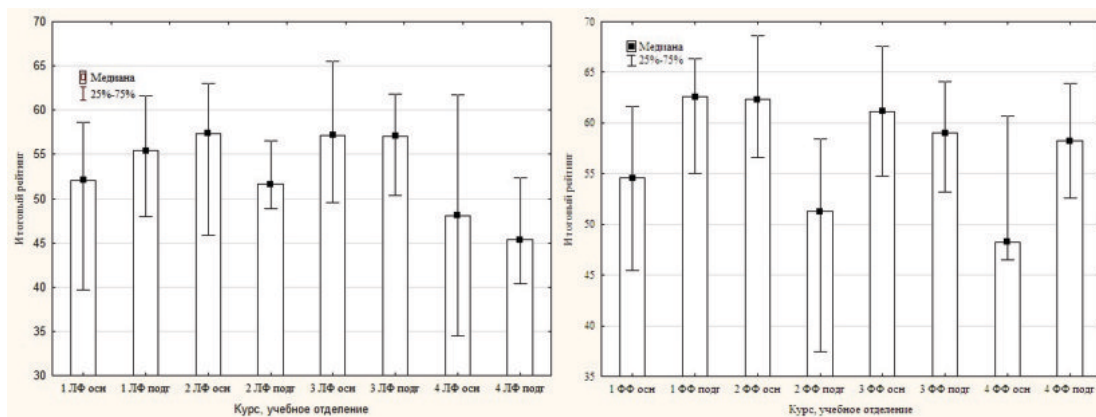 70
65
60
55
50
45
40
35
30
Итоговый рейтинг
Медиана
25%-75%
1 ЛФ осн 1 ЛФ подг 2 ЛФ осн 2 ЛФ подг 3 ЛФ осн 3 ЛФ подг 4 ЛФ осн 4 ЛФ подг
Курс, учебное отделение
70
65
60
55
50
45
40
35
Итоговый рейтинг
Медиана
25%-75%
1 ФФ осн 1 ФФ подг 2 ФФ осн 2 ФФ подг 3 ФФ осн 3 ФФ подг 4 ФФ осн 4 ФФ подг
Курс, учебное отделение